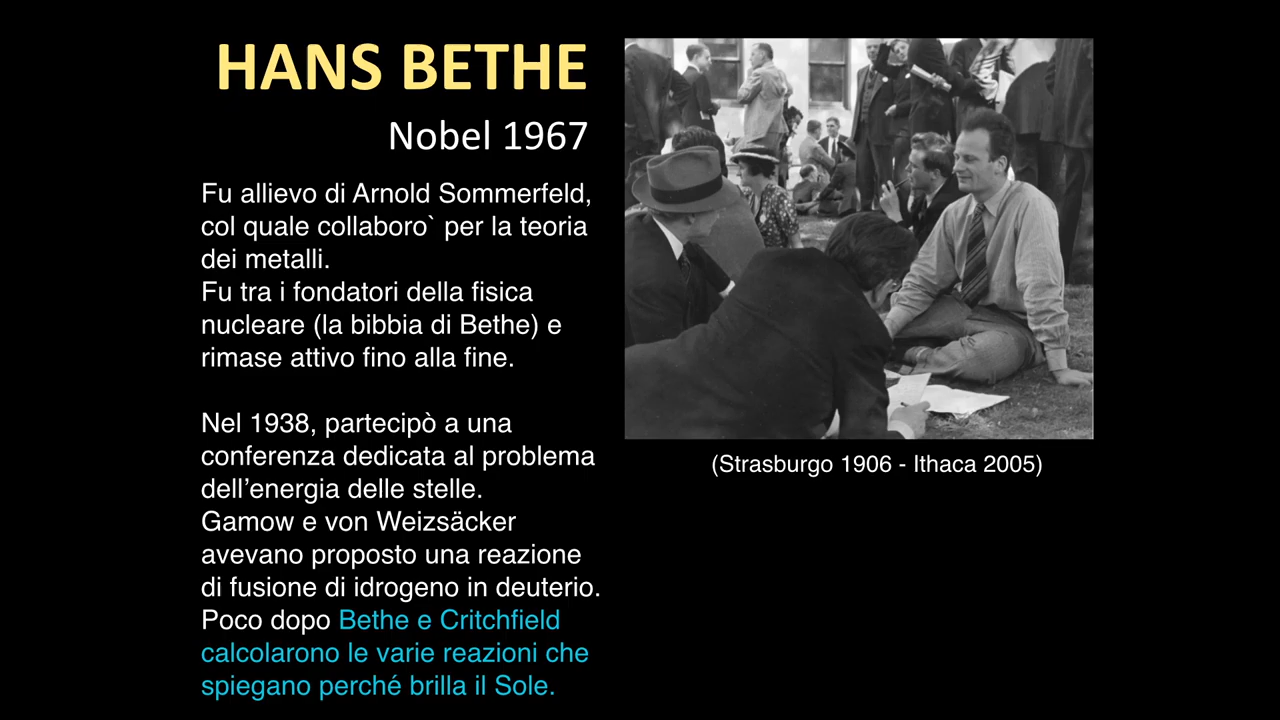 HANS BETHE
Nobel 1967
Fu allievo di Arnold Sommerfeld,
col quale collaboro` per la teoria
dei metalli.
Fu tra i fondatori della fisica
nucleare (la bibbia di Bethe) e
rimase attivo fino alla fine.
Nel 1938, partecipò a una
conferenza dedicata al problema
dell’energia delle stelle.
Gamow e von Weizsäcker
avevano proposto una reazione
di fusione di idrogeno in deuterio.
Poco dopo Bethe e Critchfield
calcolarono le varie reazioni che
spiegano perché brilla il Sole.
(Strasburgo 1906 - Ithaca 2005)